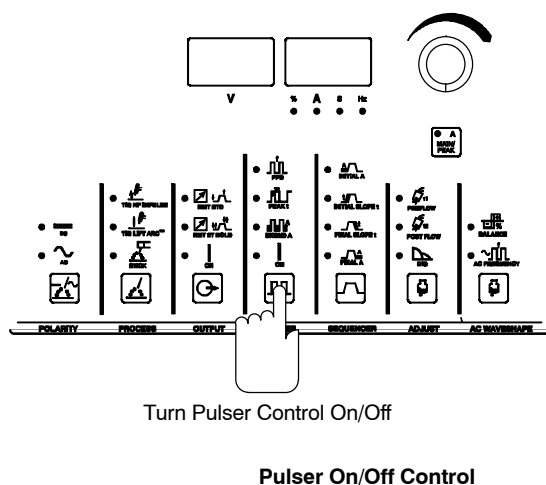 V
% A S Hz
A
MAIN/
PEAK
PPS
INITIAL A
TIG HF IMPULSE
RMT STD
PEAK t
INITIAL SLOPE t
PREFLOW
DC
TIG LIFT ARC™
RMT 2T HOLD
BKGND A
FINAL SLOPE t
POST FLOW
BALANCE
AC
STICK
ON
ON
FINAL A
DIG
AC FREQUENCY
POLARITY
PROCESS
OUTPUT
SEQUENCER
ADJUST
AC WAVESHAPE
Turn Pulser Control On/Off
Pulser On/Off Control